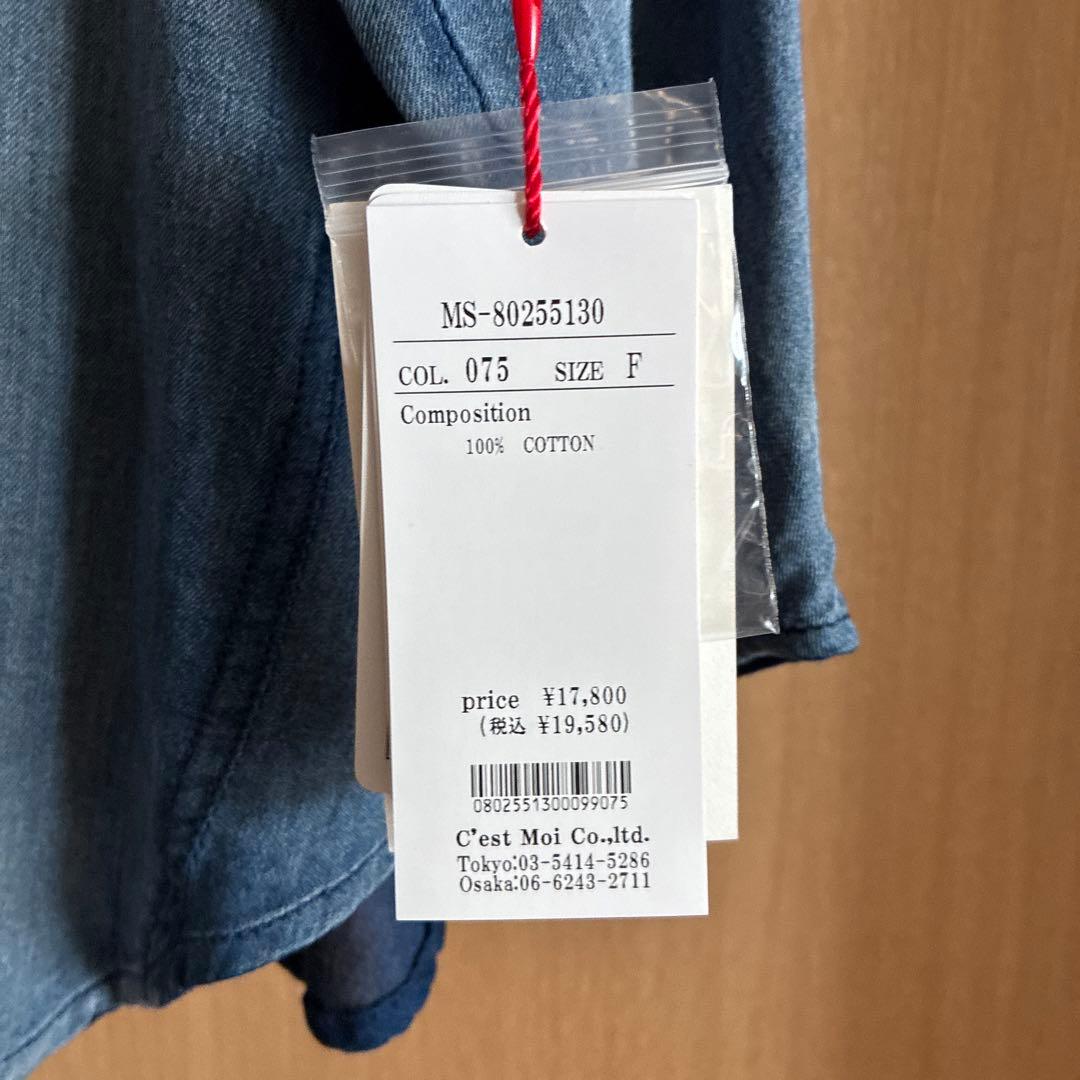 MS-80255130
COL. 075 SIZE F
Composition
100% COTTON
price ¥17,800
(税込 ¥19,580)
0802551300099075
C'est Moi Co.,ltd.
Tokyo:03-5414-5286
Osaka:06-6243-2711